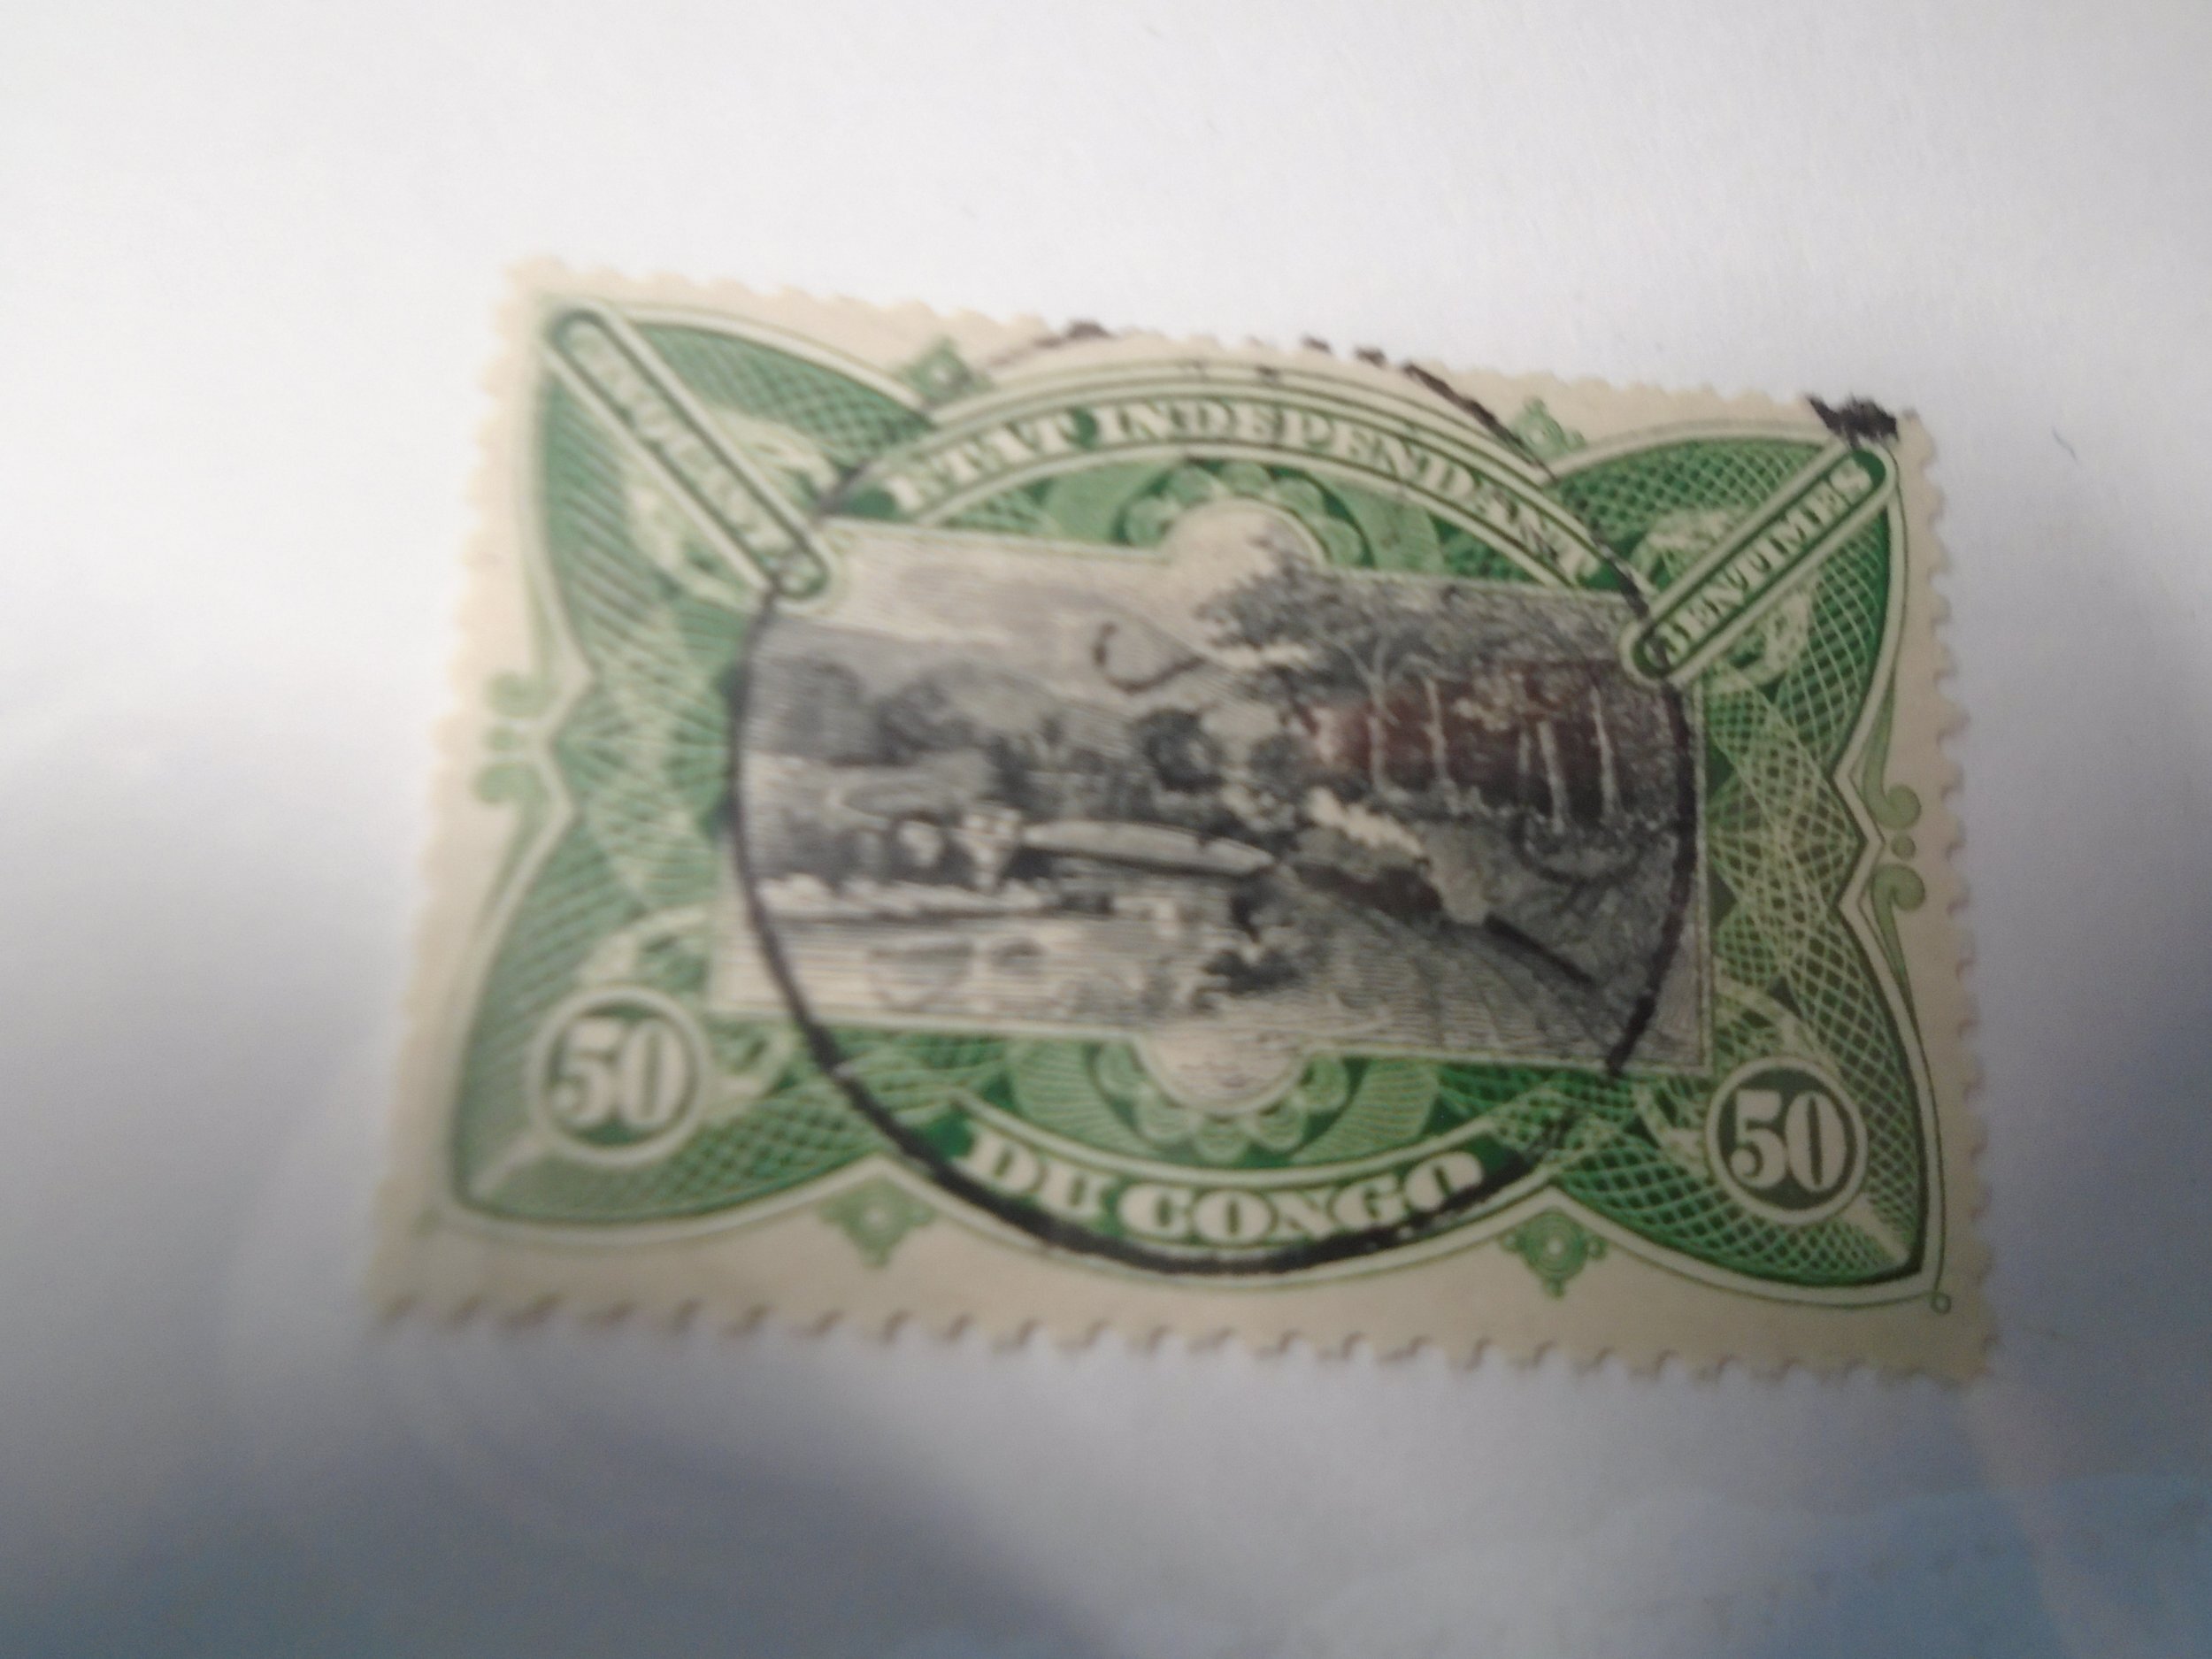 ETAT INDEPENDANT
CENTIMES
50
50
DU CONGO